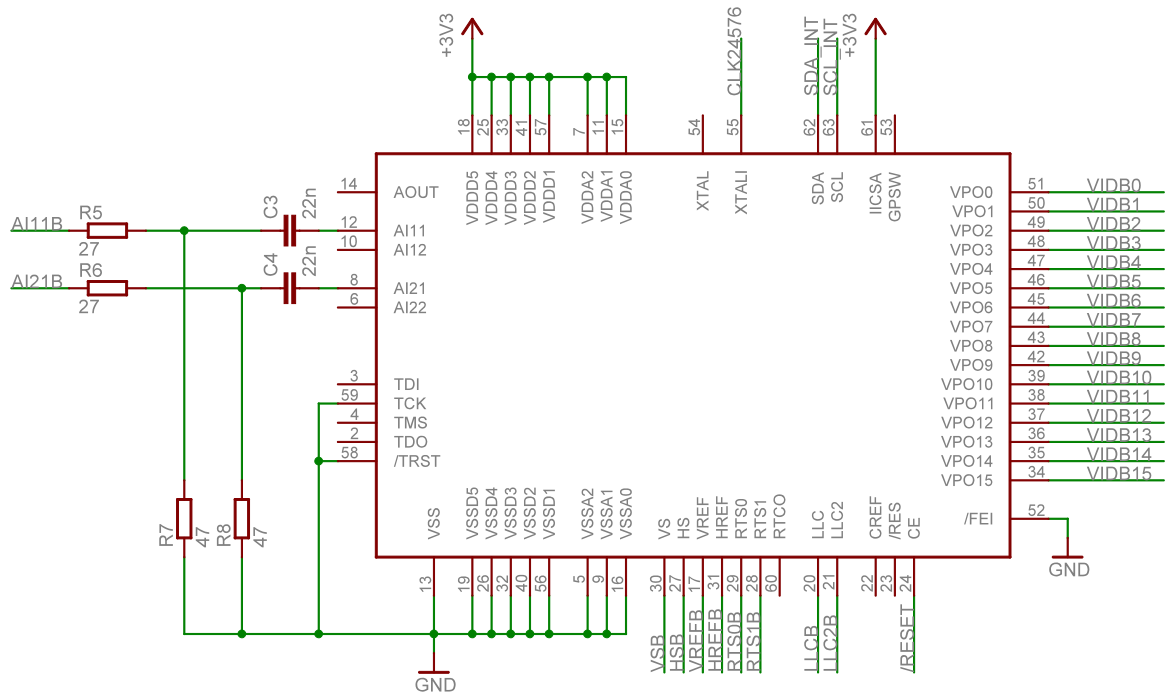 +3V3
CLK24576
SDA_INT
SCL_INT
+3V3
18
25
33
41
57
7
11
15
54
55
62
63
61
53
VDDD5
VDDD4
VDDD3
VDDD2
VDDD1
VDDA2
VDDA1
VDDA0
XTAL
XTALI
SDA
SCL
IICSA
GPSW
AI11B
R5
27
C3
22n
AI21B
R6
27
C4
22n
R7
47
R8
47
14 AOUT
12 AI11
10 AI12
8 AI21
6 AI22
3 TDI
59 TCK
4 TMS
2 TDO
58 /TRST
VPO0 51 VIDB0
VPO1 50 VIDB1
VPO2 49 VIDB2
VPO3 48 VIDB3
VPO4 47 VIDB4
VPO5 46 VIDB5
VPO6 45 VIDB6
VPO7 44 VIDB7
VPO8 43 VIDB8
VPO9 42 VIDB9
VPO10 39 VIDB10
VPO11 38 VIDB11
VPO12 37 VIDB12
VPO13 36 VIDB13
VPO14 35 VIDB14
VPO15 34 VIDB15
/FEI 52
GND
VSS
VSSD5
VSSD4
VSSD3
VSSD2
VSSD1
VSSA2
VSSA1
VSSA0
VS
HS
VREF
HREF
RTS0
RTS1
RTCO
LLC
LLC2
CREF
/RES
CE
13
19
26
32
40
56
5
9
16
30
27
17
31
29
28
60
20
21
22
23
24
VSB
HSB
VREFB
HREFB
RTS0B
RTS1B
LLCB
LLC2B
/RESET
GND